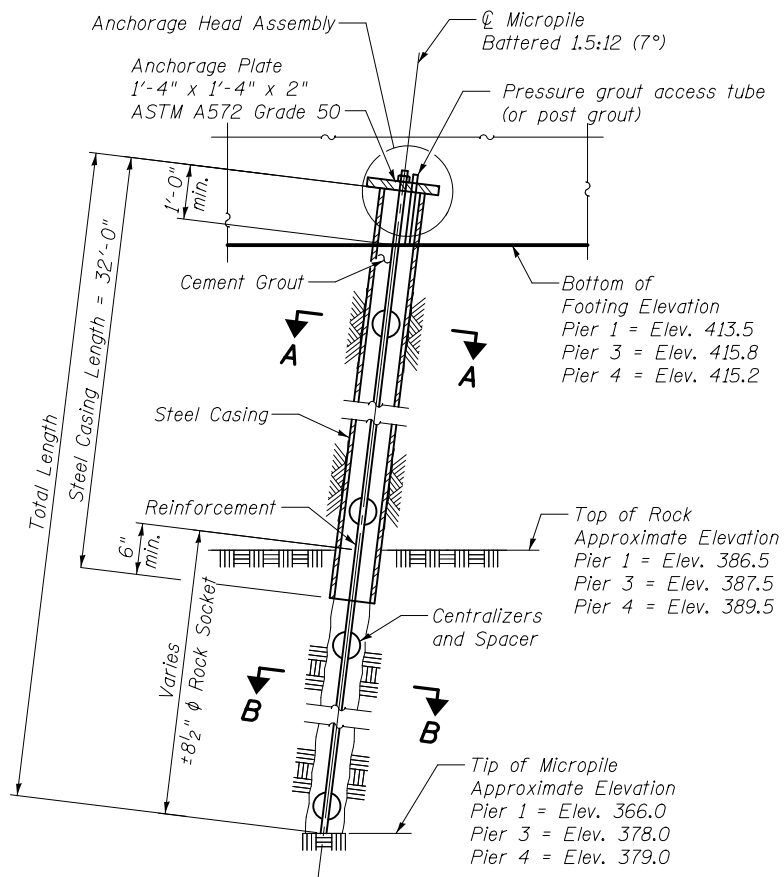 Anchorage Head Assembly
℄ Micropile
Battered 1.5:12 (7°)
Anchorage Plate
1'-4" x 1'-4" x 2"
ASTM A572 Grade 50
Pressure grout access tube
(or post grout)
1'-0"
min.
Cement Grout
Bottom of
Footing Elevation
Pier 1 = Elev. 413.5
Pier 3 = Elev. 415.8
Pier 4 = Elev. 415.2
A
A
Total Length
Steel Casing Length = 32'-0"
Steel Casing
Reinforcement
6"
min.
Top of Rock
Approximate Elevation
Pier 1 = Elev. 386.5
Pier 3 = Elev. 387.5
Pier 4 = Elev. 389.5
Centralizers
and Spacer
Varies
±8½" ϕ Rock Socket
B
B
Tip of Micropile
Approximate Elevation
Pier 1 = Elev. 366.0
Pier 3 = Elev. 378.0
Pier 4 = Elev. 379.0